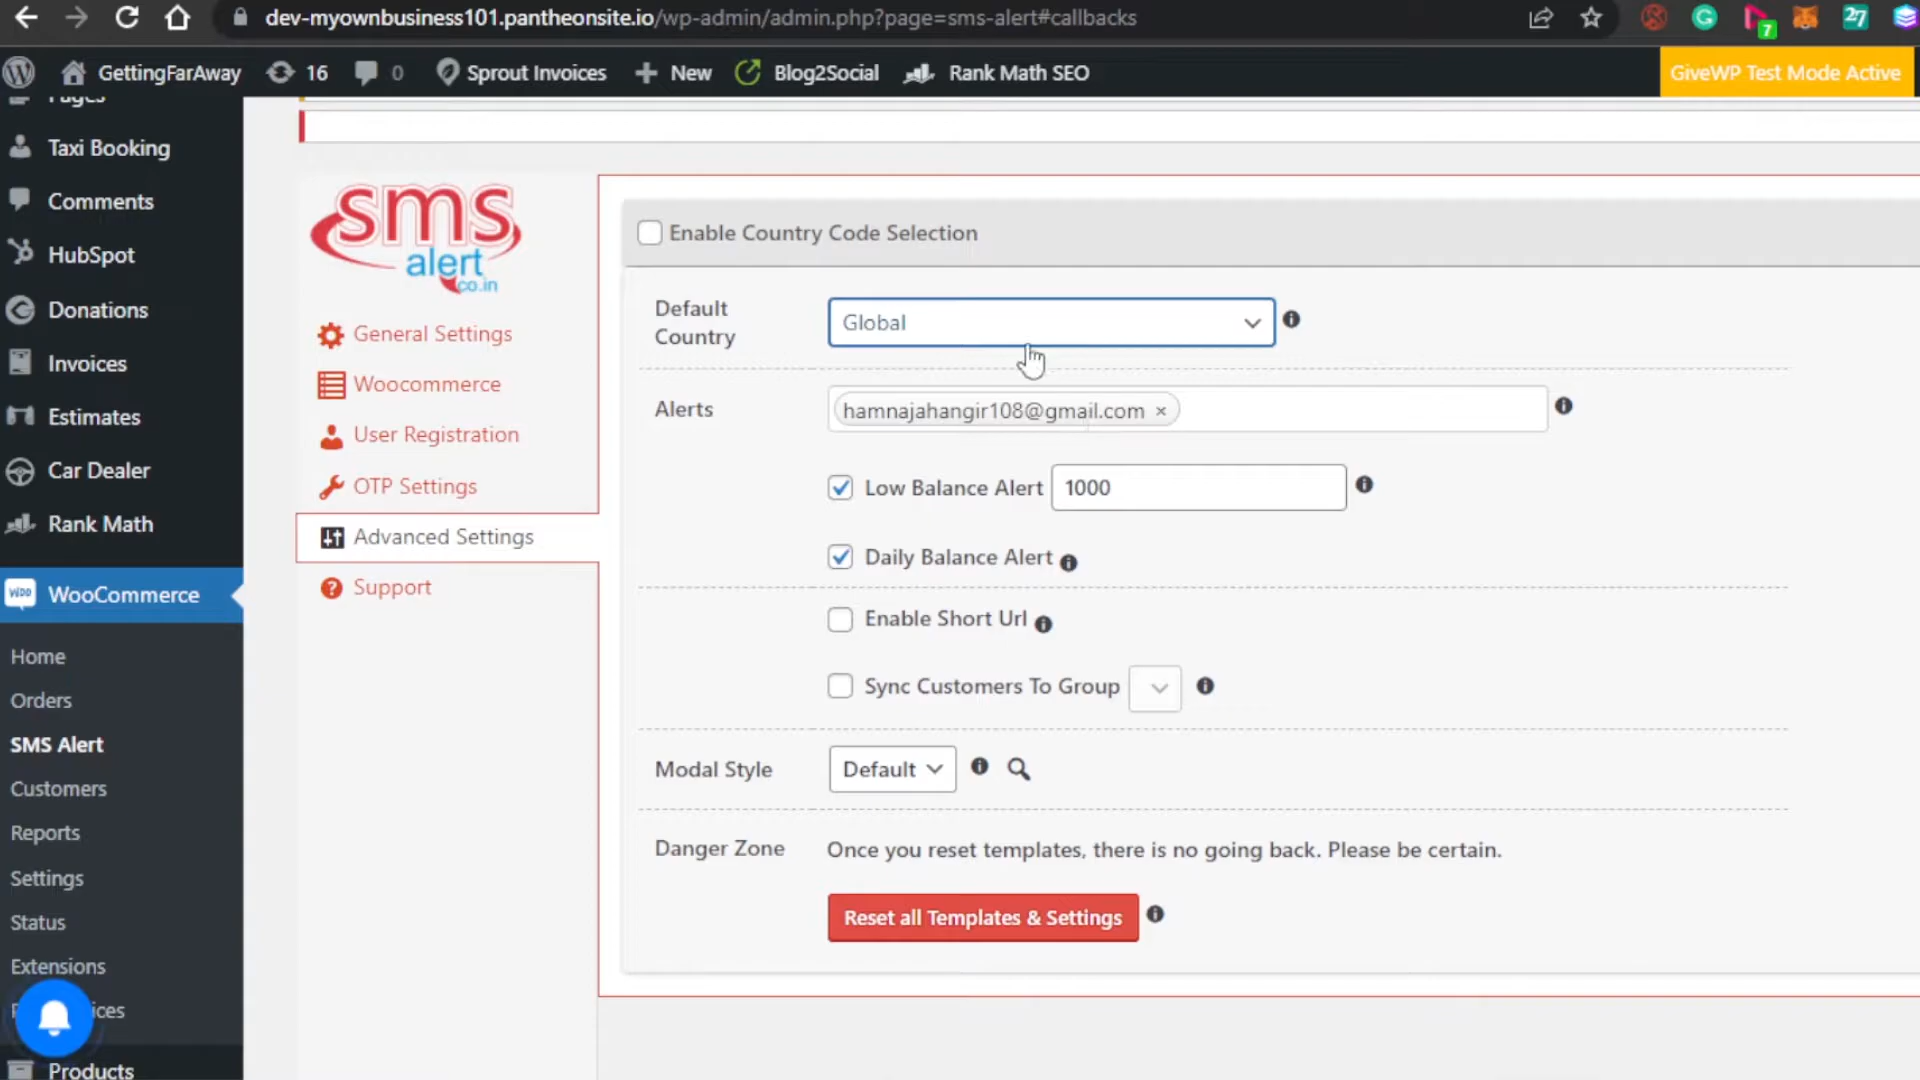 dev-myownbusiness101.pantheonsite.io/wp-admin/admin.php?page=sms-alert#callbacks
7
27
GettingFarAway 16 0 Sprout Invoices New Blog2Social Rank Math SEO GiveWP Test Mode Active
Pages
Taxi Booking
Comments
HubSpot
Donations
Invoices
Estimates
Car Dealer
Rank Math
WOO WooCommerce
Home
Orders
SMS Alert
Customers
Reports
Settings
Status
Extensions
Products
sms
alert
co.in
General Settings
Woocommerce
User Registration
OTP Settings
Advanced Settings
Support
Enable Country Code Selection
Default
Country
Global
Alerts hamnajahangir108@gmail.com ×
Low Balance Alert 1000
Daily Balance Alert
Enable Short Url
Sync Customers To Group
Modal Style Default
Danger Zone Once you reset templates, there is no going back. Please be certain.
Reset all Templates & Settings